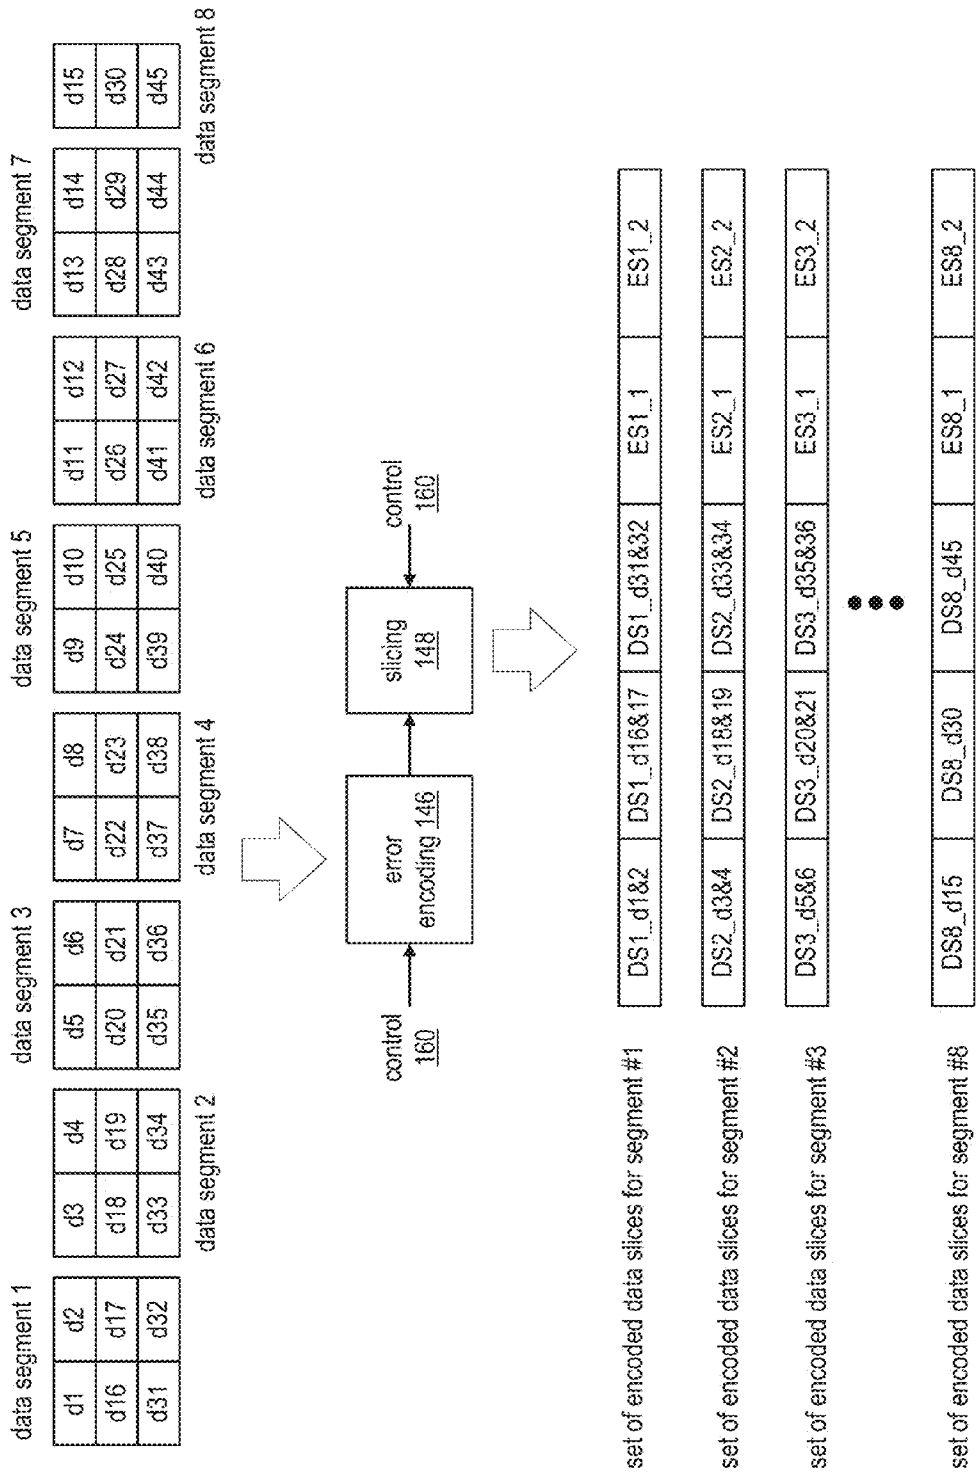 data segment 1
data segment 3
data segment 5
data segment 7
d1 d2 d3 d4 d5 d6 d7 d8 d9 d10 d11 d12 d13 d14 d15
d16 d17 d18 d19 d20 d21 d22 d23 d24 d25 d26 d27 d28 d29 d30
d31 d32 d33 d34 d35 d36 d37 d38 d39 d40 d41 d42 d43 d44 d45
data segment 2
data segment 4
data segment 6
data segment 8
control
160
error
encoding 146
slicing
148
control
160
set of encoded data slices for segment #1 DS1_d1&2 DS1_d16&17 DS1_d31&32 ES1_1 ES1_2
set of encoded data slices for segment #2 DS2_d3&4 DS2_d18&19 DS2_d33&34 ES2_1 ES2_2
set of encoded data slices for segment #3 DS3_d5&6 DS3_d20&21 DS3_d35&36 ES3_1 ES3_2
set of encoded data slices for segment #8 DS8_d15 DS8_d30 DS8_d45 ES8_1 ES8_2